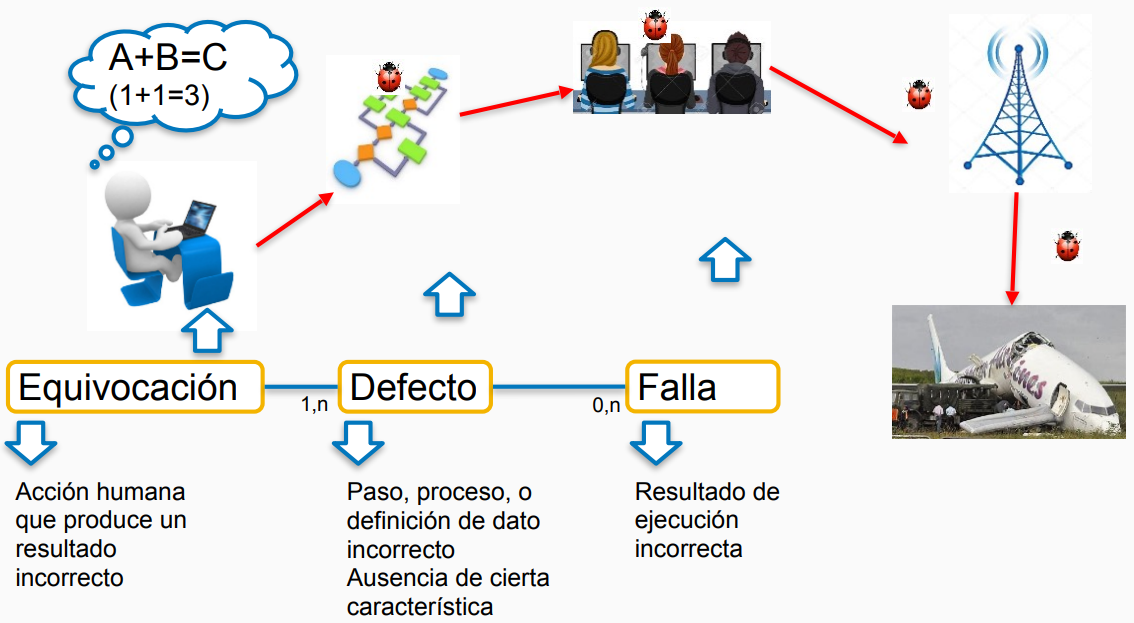 A+B=C
(1+1=3)
Equivocación
1,n
Defecto
0,n
Falla
Acción humana
que produce un
resultado
incorrecto
Paso, proceso, o
definición de dato
incorrecto
Ausencia de cierta
característica
Resultado de
ejecución
incorrecta